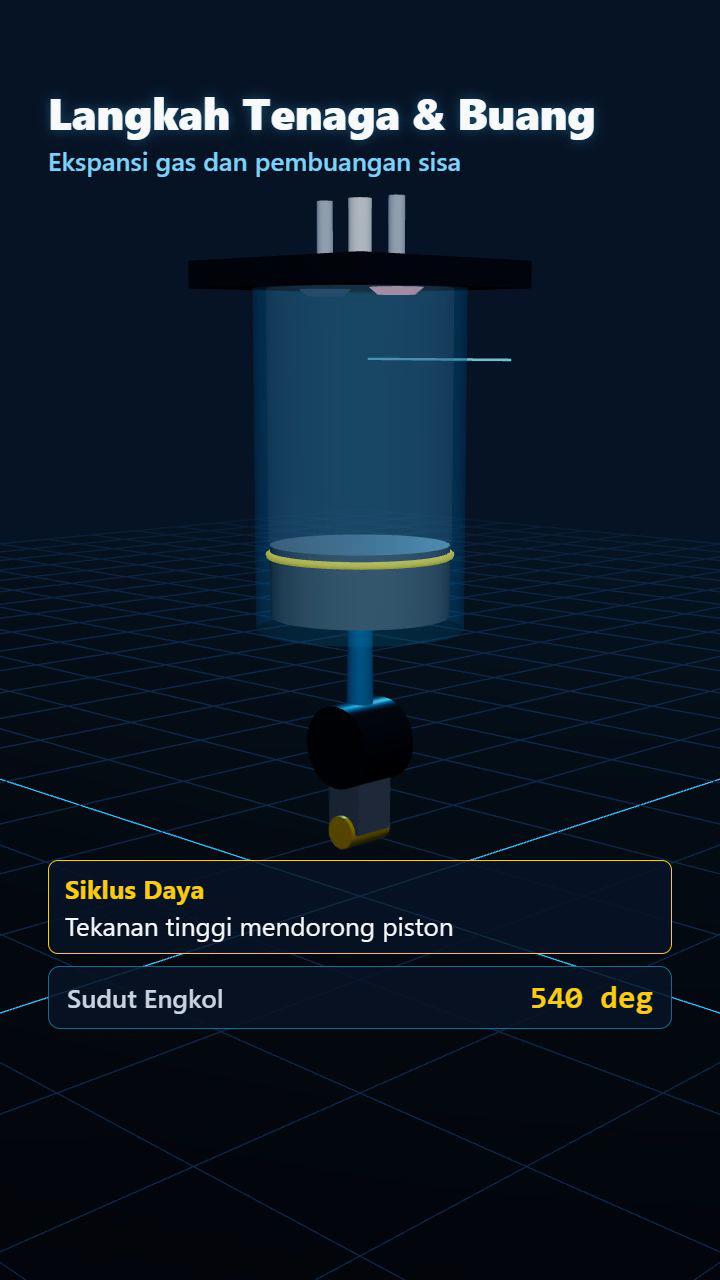 Langkah Tenaga & Buang
Ekspansi gas dan pembuangan sisa
Siklus Daya
Tekanan tinggi mendorong piston
Sudut Engkol 540 deg